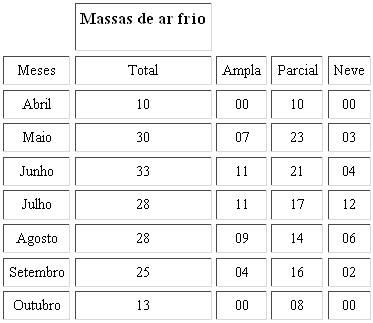 Massas de ar frio
Meses Total Ampla Parcial Neve
Abril 10 00 10 00
Maio 30 07 23 03
Junho 33 11 21 04
Julho 28 11 17 12
Agosto 28 09 14 06
Setembro 25 04 16 02
Outubro 13 00 08 00